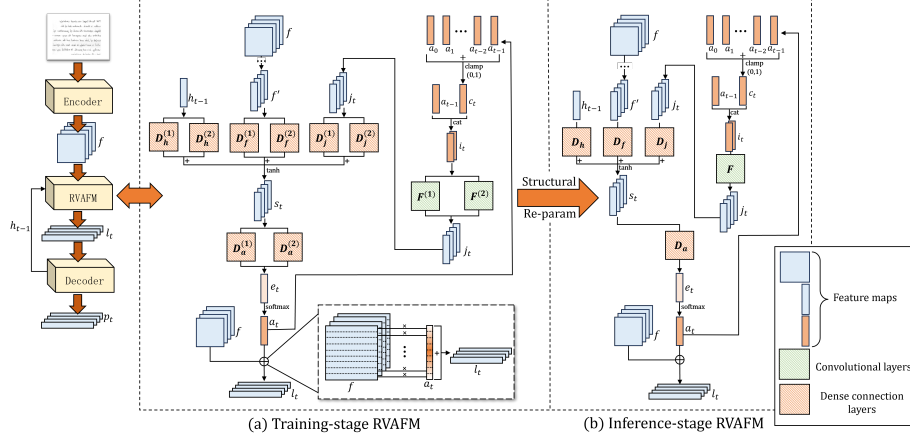 Encoder
f
RVAFM
h_{t-1}
l_t
Decoder
p_t
f
...
h_{t-1}
f'
j_t
D_h^{(1)} D_h^{(2)} D_f^{(1)} D_f^{(2)} D_j^{(1)} D_j^{(2)}
+ + +
tanh
s_t
D_a^{(1)} D_a^{(2)}
e_t
softmax
a_t
f
l_t
a_0 a_1 ... a_{t-2} a_{t-1}
+
clamp
(0,1)
a_{t-1} c_t
cat
i_t
F^{(1)} F^{(2)}
j_t
× ×
...
× ×
+
f a_t l_t
(a) Training-stage RVAFM
Structural
Re-param
f
...
h_{t-1} f' j_t
D_h D_f D_j
+ +
tanh
s_t
D_a
e_t
softmax
a_t
f
l_t
a_0 a_1 ... a_{t-2} a_{t-1}
+
clamp
(0,1)
a_{t-1} c_t
cat
i_t
F
j_t
(b) Inference-stage RVAFM
Feature maps
Convolutional layers
Dense connection
layers